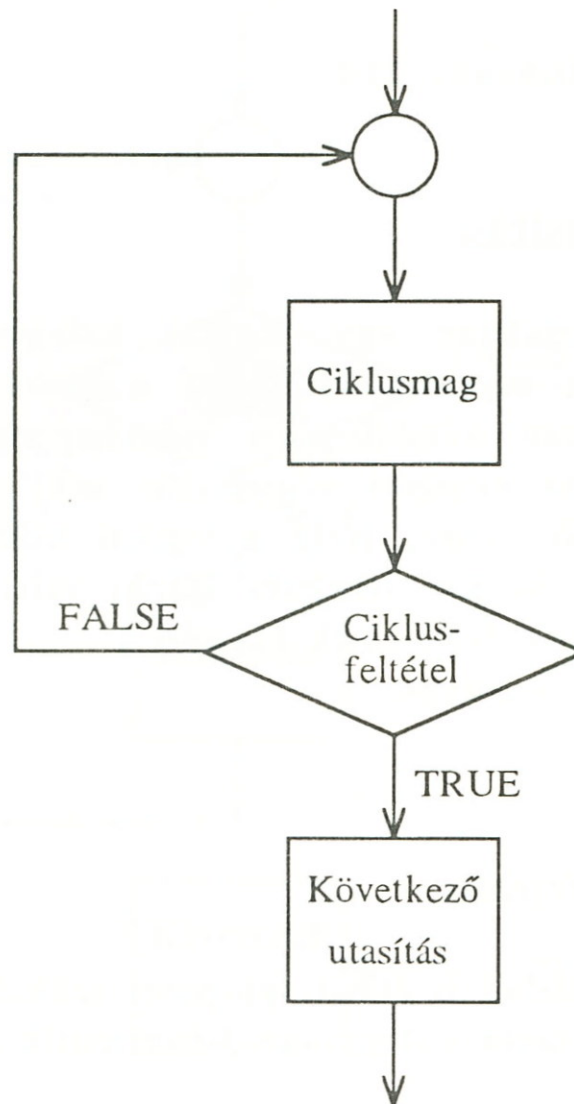 Ciklusmag
FALSE
Ciklus-
feltétel
TRUE
Következő
utasítás